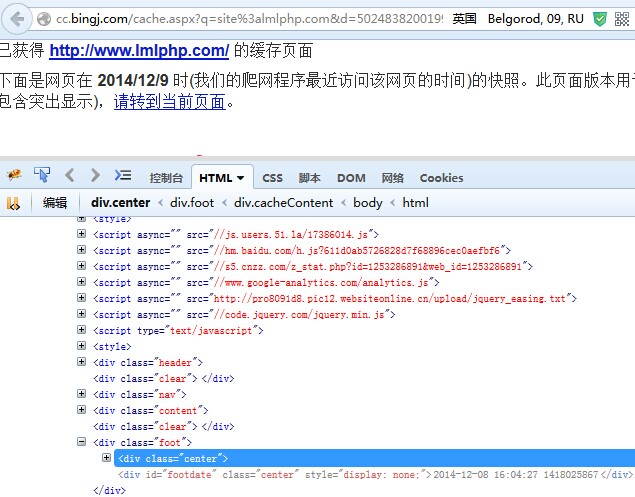 cc.bingj.com/cache.aspx?q=site%3almlphp.com&d=50248382001995 英国 Belgorod, 09, RU
已获得 http://www.lmlphp.com/ 的缓存页面
下面是网页在 2014/12/9 时(我们的爬网程序最近访问该网页的时间)的快照。此页面版本用于
包含突出显示)，请转到当前页面。
控制台 HTML CSS 脚本 DOM 网络 Cookies
编辑 div.center < div.foot < div.cacheContent < body < html
<style>
<script async="" src="//js.users.51.la/17386014.js">
<script async="" src="//hm.baidu.com/h.js?611d0ab5726828d7f68896cec0aefbf6">
<script async="" src="//s5.cnzz.com/z_stat.php?id=1253286891&web_id=1253286891">
<script async="" src="//www.google-analytics.com/analytics.js">
<script async="" src="http://pro8091d8.pic12.websiteonline.cn/upload/jquery_easing.txt">
<script async="" src="//code.jquery.com/jquery.min.js">
<script type="text/javascript">
<style>
<div class="header">
<div class="clear"></div>
<div class="nav">
<div class="content">
<div class="clear"></div>
<div class="foot">
<div class="center">
<div id="footdate" class="center" style="display: none;">2014-12-08 16:04:27 1418025867</div>
</div>